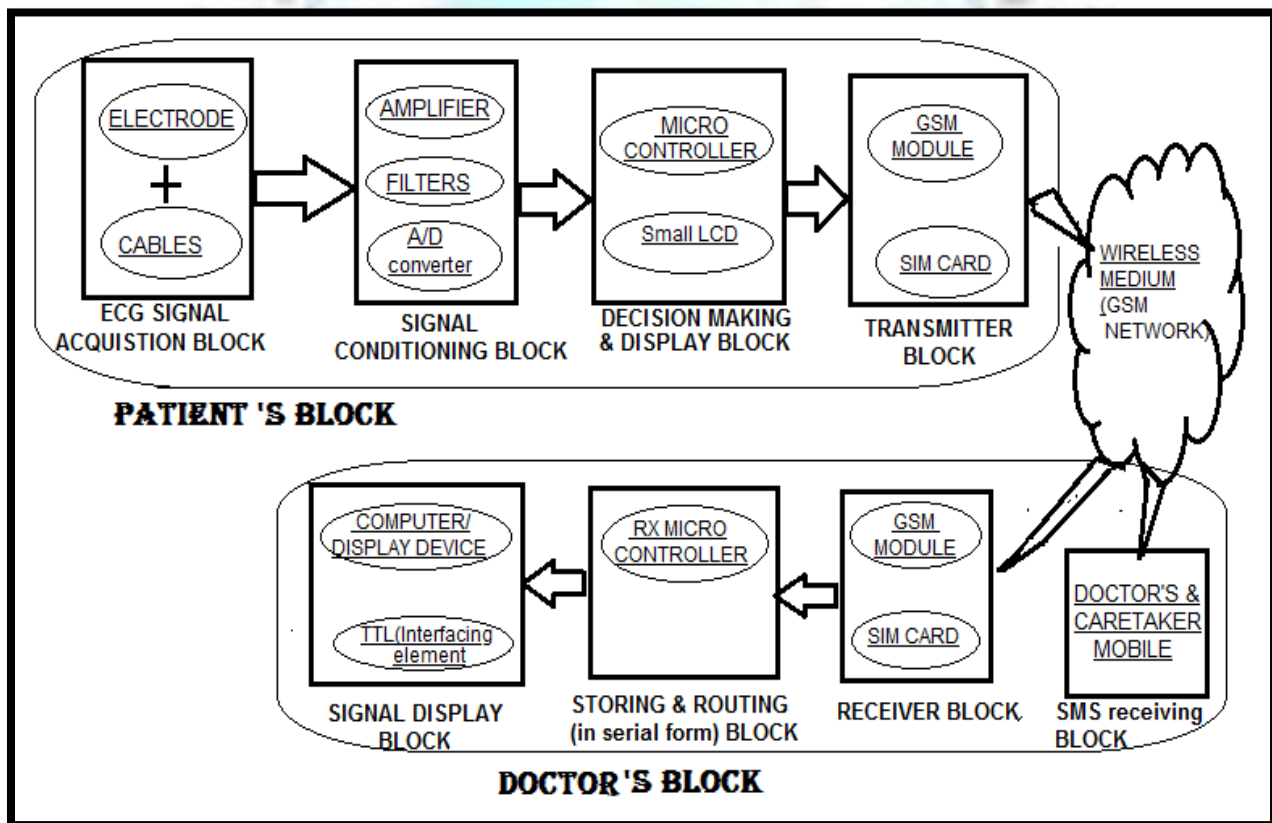 ELECTRODE
+
CABLES
ECG SIGNAL
ACQUISTION BLOCK
AMPLIFIER
FILTERS
A/D
converter
SIGNAL
CONDITIONING BLOCK
MICRO
CONTROLLER
Small LCD
DECISION MAKING
& DISPLAY BLOCK
GSM
MODULE
SIM CARD
TRANSMITTER
BLOCK
WIRELESS
MEDIUM
(GSM
NETWORK)
PATIENT 'S BLOCK
COMPUTER/
DISPLAY DEVICE
TTL(Interfacing
element
SIGNAL DISPLAY
BLOCK
RX MICRO
CONTROLLER
STORING & ROUTING
(in serial form) BLOCK
GSM
MODULE
SIM CARD
RECEIVER BLOCK.
DOCTOR'S &
CARETAKER
MOBILE
SMS receiving
BLOCK
DOCTOR 'S BLOCK